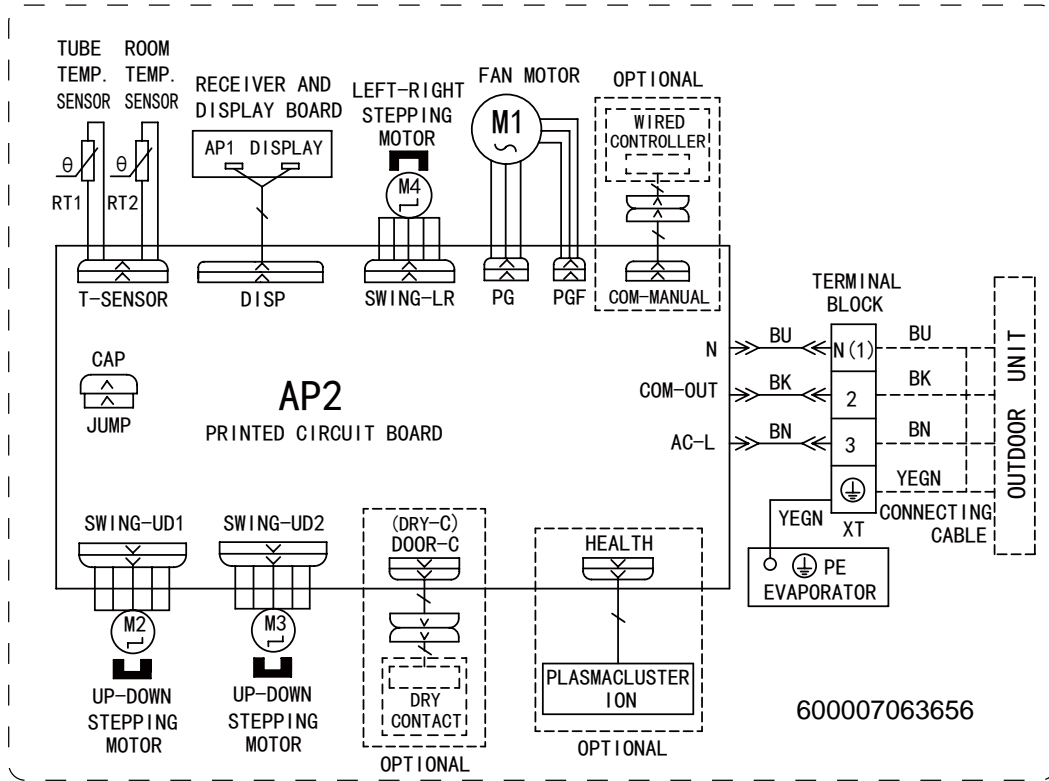 TUBE
TEMP.
SENSOR
ROOM
TEMP.
SENSOR
RECEIVER AND
DISPLAY BOARD
AP1 DISPLAY
LEFT-RIGHT
STEPPING
MOTOR
M4
FAN MOTOR
M1
OPTIONAL
WIRED
CONTROLLER
θ
θ
RT1
RT2
T-SENSOR
DISP
SWING-LR
PG
PGF
COM-MANUAL
CAP
JUMP
AP2
PRINTED CIRCUIT BOARD
N
COM-OUT
AC-L
BU
BK
BN
TERMINAL
BLOCK
N(1)
2
3
XT
BU
BK
BN
YEGN
CONNECTING
CABLE
OUTDOOR UNIT
YEGN
PE
EVAPORATOR
SWING-UD1
M2
UP-DOWN
STEPPING
MOTOR
SWING-UD2
M3
UP-DOWN
STEPPING
MOTOR
(DRY-C)
DOOR-C
DRY
CONTACT
OPTIONAL
HEALTH
PLASMACLUSTER
ION
OPTIONAL
600007063656